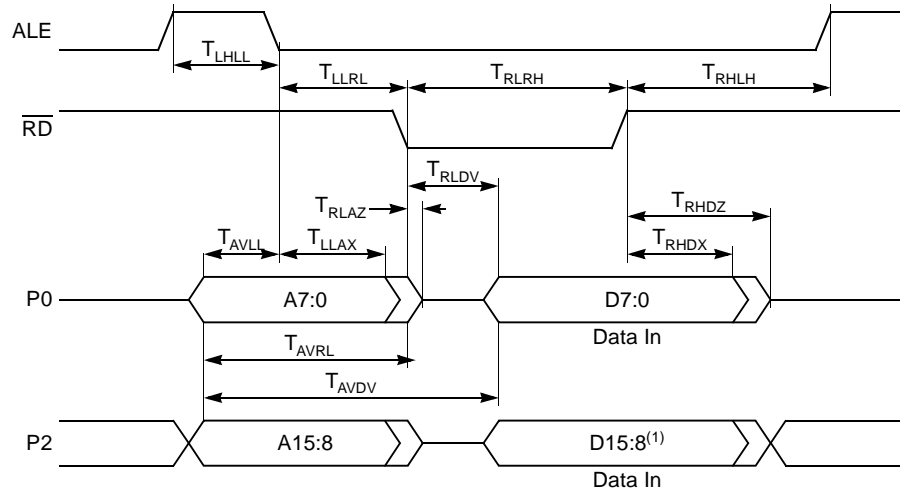 ALE
TLHLL
TLLRL
TRLRH
TRHLH
RD
TRLDV
TRLAZ
TRHDZ
TAVLL
TLLAX
TRHDX
P0
A7:0
D7:0
Data In
TAVRL
TAVDV
P2
A15:8
D15:8(1)
Data In